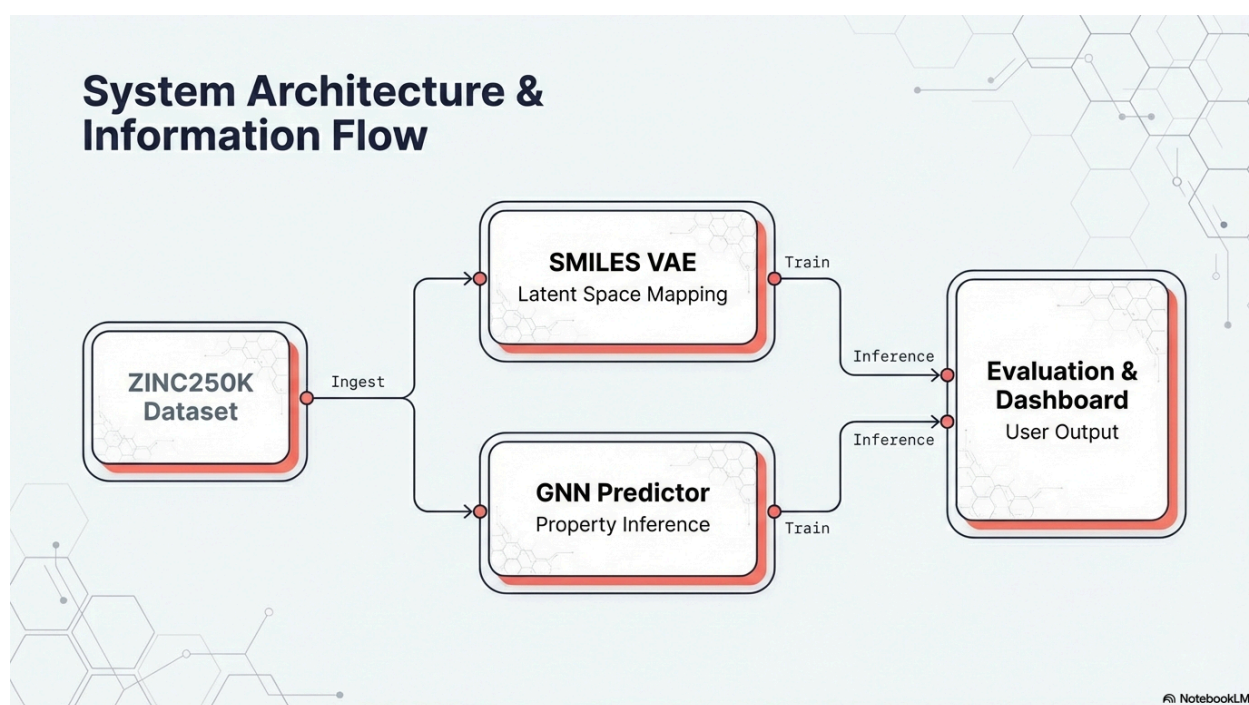 System Architecture &
Information Flow
ZINC250K
Dataset
Ingest
SMILES VAE
Latent Space Mapping
Train
Inference
GNN Predictor
Property Inference
Train
Inference
Evaluation &
Dashboard
User Output
NotebookLM